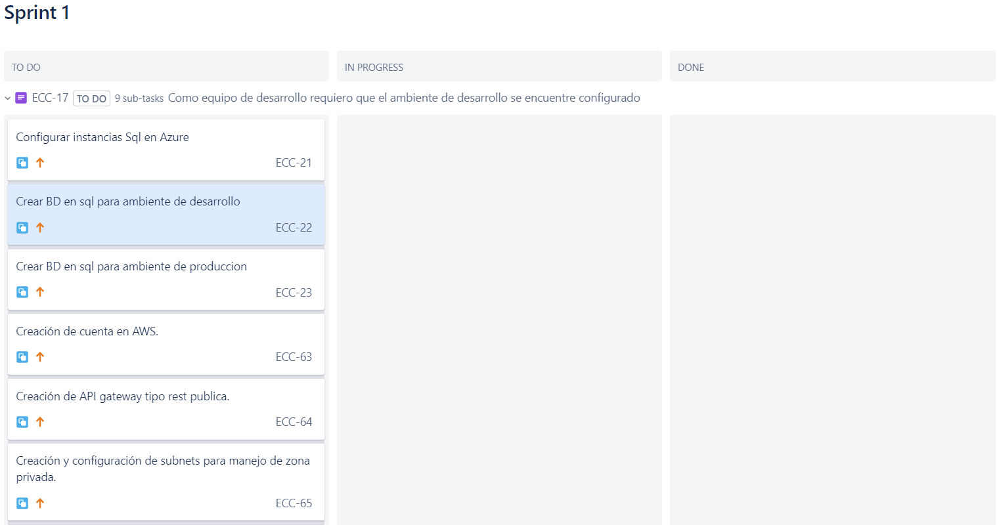 Sprint 1
TO DO
IN PROGRESS
DONE
ECC-17 TO DO 9 sub-tasks Como equipo de desarrollo requiero que el ambiente de desarrollo se encuentre configurado
Configurar instancias Sql en Azure
ECC-21
Crear BD en sql para ambiente de desarrollo
ECC-22
Crear BD en sql para ambiente de produccion
ECC-23
Creación de cuenta en AWS.
ECC-63
Creación de API gateway tipo rest publica.
ECC-64
Creación y configuración de subnets para manejo de zona
privada.
ECC-65